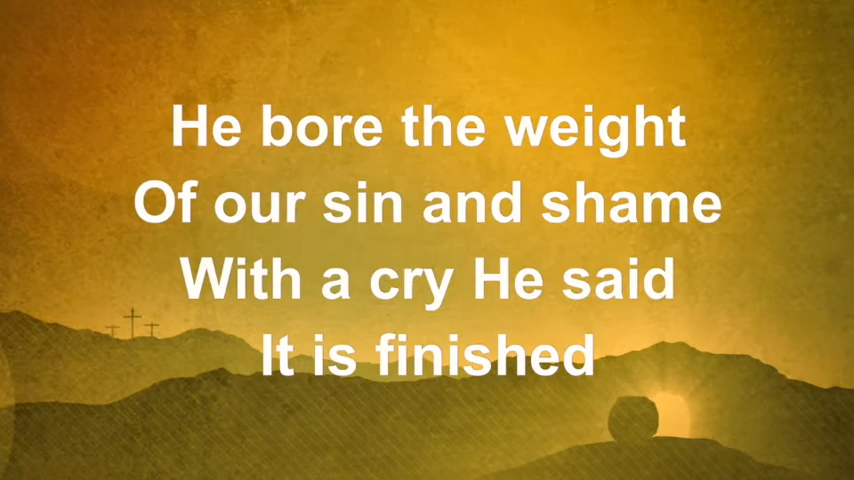 He bore the weight
Of our sin and shame
With a cry He said
It is finished